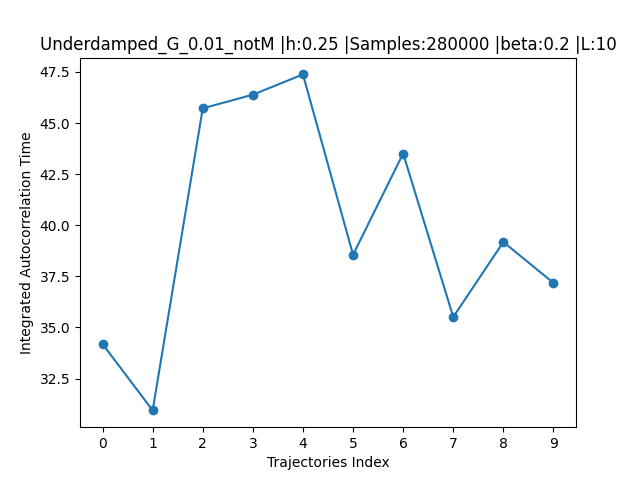 Underdamped_G_0.01_notM |h:0.25 |Samples:280000 |beta:0.2 |L:10
Integrated Autocorrelation Time
47.5
45.0
42.5
40.0
37.5
35.0
32.5
0 1 2 3 4 5 6 7 8 9
Trajectories Index